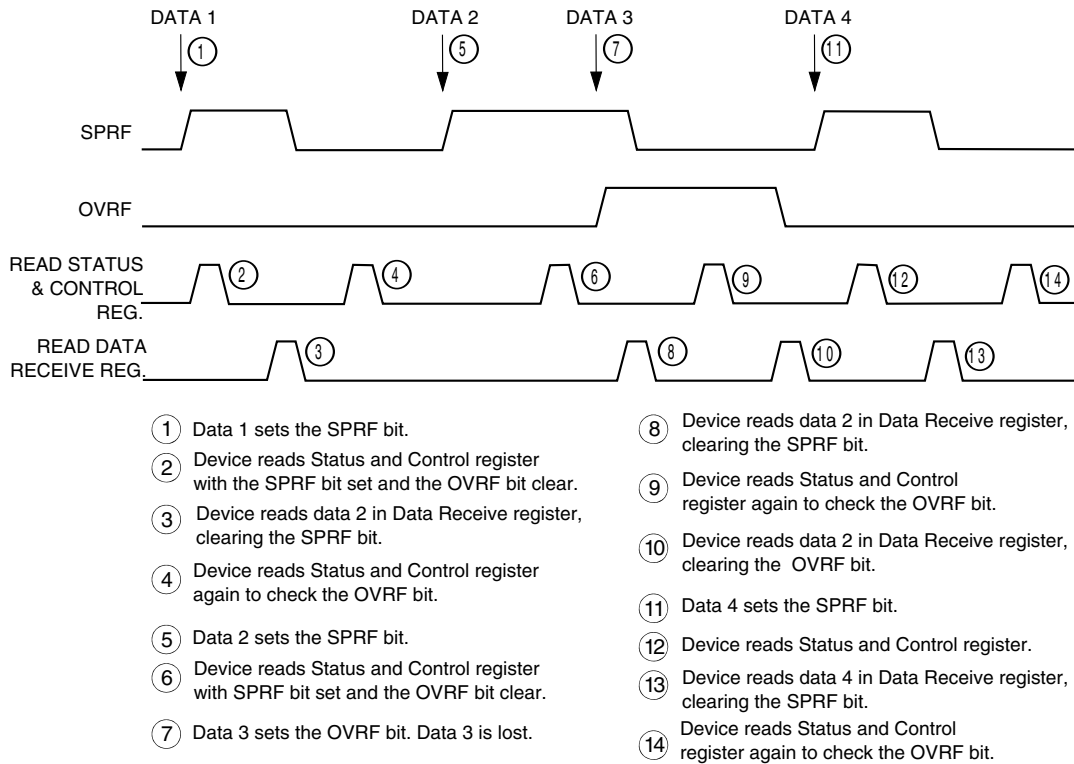 DATA 1
DATA 2
DATA 3
DATA 4
1
5
7
11
SPRF
OVRF
READ STATUS
& CONTROL
REG.
2
4
6
9
12
14
READ DATA
RECEIVE REG.
3
8
10
13
1 Data 1 sets the SPRF bit.
2 Device reads Status and Control register
with the SPRF bit set and the OVRF bit clear.
3 Device reads data 2 in Data Receive register,
clearing the SPRF bit.
4 Device reads Status and Control register
again to check the OVRF bit.
5 Data 2 sets the SPRF bit.
6 Device reads Status and Control register
with SPRF bit set and the OVRF bit clear.
7 Data 3 sets the OVRF bit. Data 3 is lost.
8 Device reads data 2 in Data Receive register,
clearing the SPRF bit.
9 Device reads Status and Control
register again to check the OVRF bit.
10 Device reads data 2 in Data Receive register,
clearing the OVRF bit.
11 Data 4 sets the SPRF bit.
12 Device reads Status and Control register.
13 Device reads data 4 in Data Receive register,
clearing the SPRF bit.
14 Device reads Status and Control
register again to check the OVRF bit.